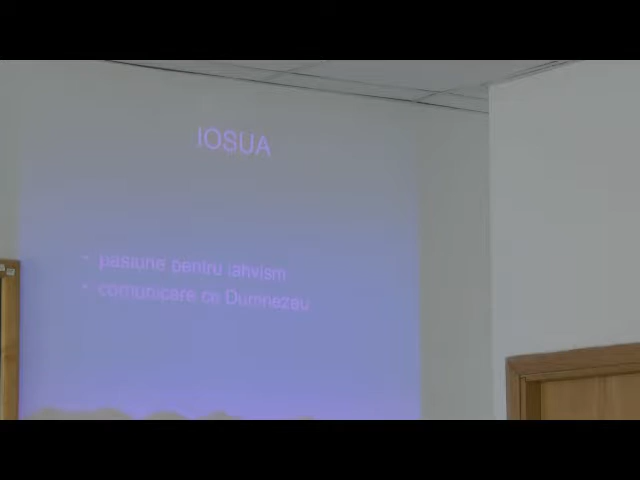 IOSUA
• pasiune pentru iahvism
• comunicare cu Dumnezeu